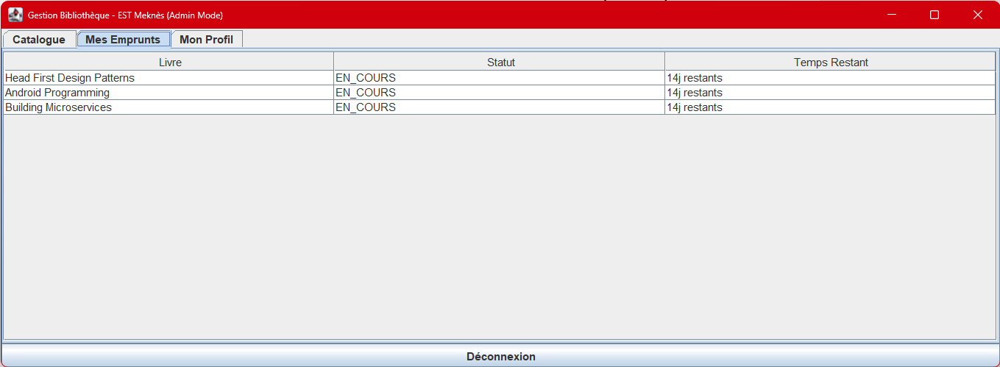 Gestion Bibliothèque - EST Meknès (Admin Mode)
Catalogue Mes Emprunts Mon Profil
Livre Statut Temps Restant
Head First Design Patterns EN_COURS 14j restants
Android Programming EN_COURS 14j restants
Building Microservices EN_COURS 14j restants
Déconnexion